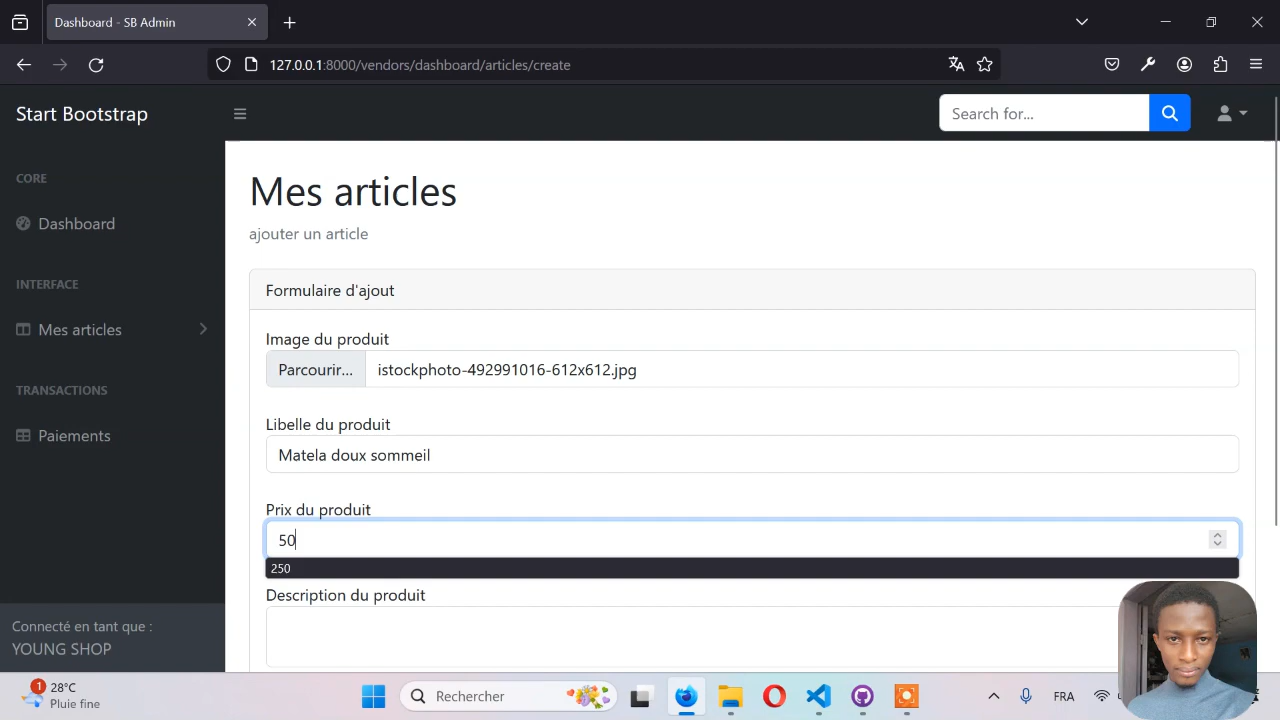 Dashboard - SB Admin
127.0.0.1:8000/vendors/dashboard/articles/create
Start Bootstrap
Search for...
CORE
Dashboard
INTERFACE
Mes articles
TRANSACTIONS
Paiements
Connecté en tant que :
YOUNG SHOP
Mes articles
ajouter un article
Formulaire d'ajout
Image du produit
Parcourir... istockphoto-492991016-612x612.jpg
Libelle du produit
Matela doux sommeil
Prix du produit
50
250
Description du produit
1
28°C
Pluie fine
Rechercher
FRA